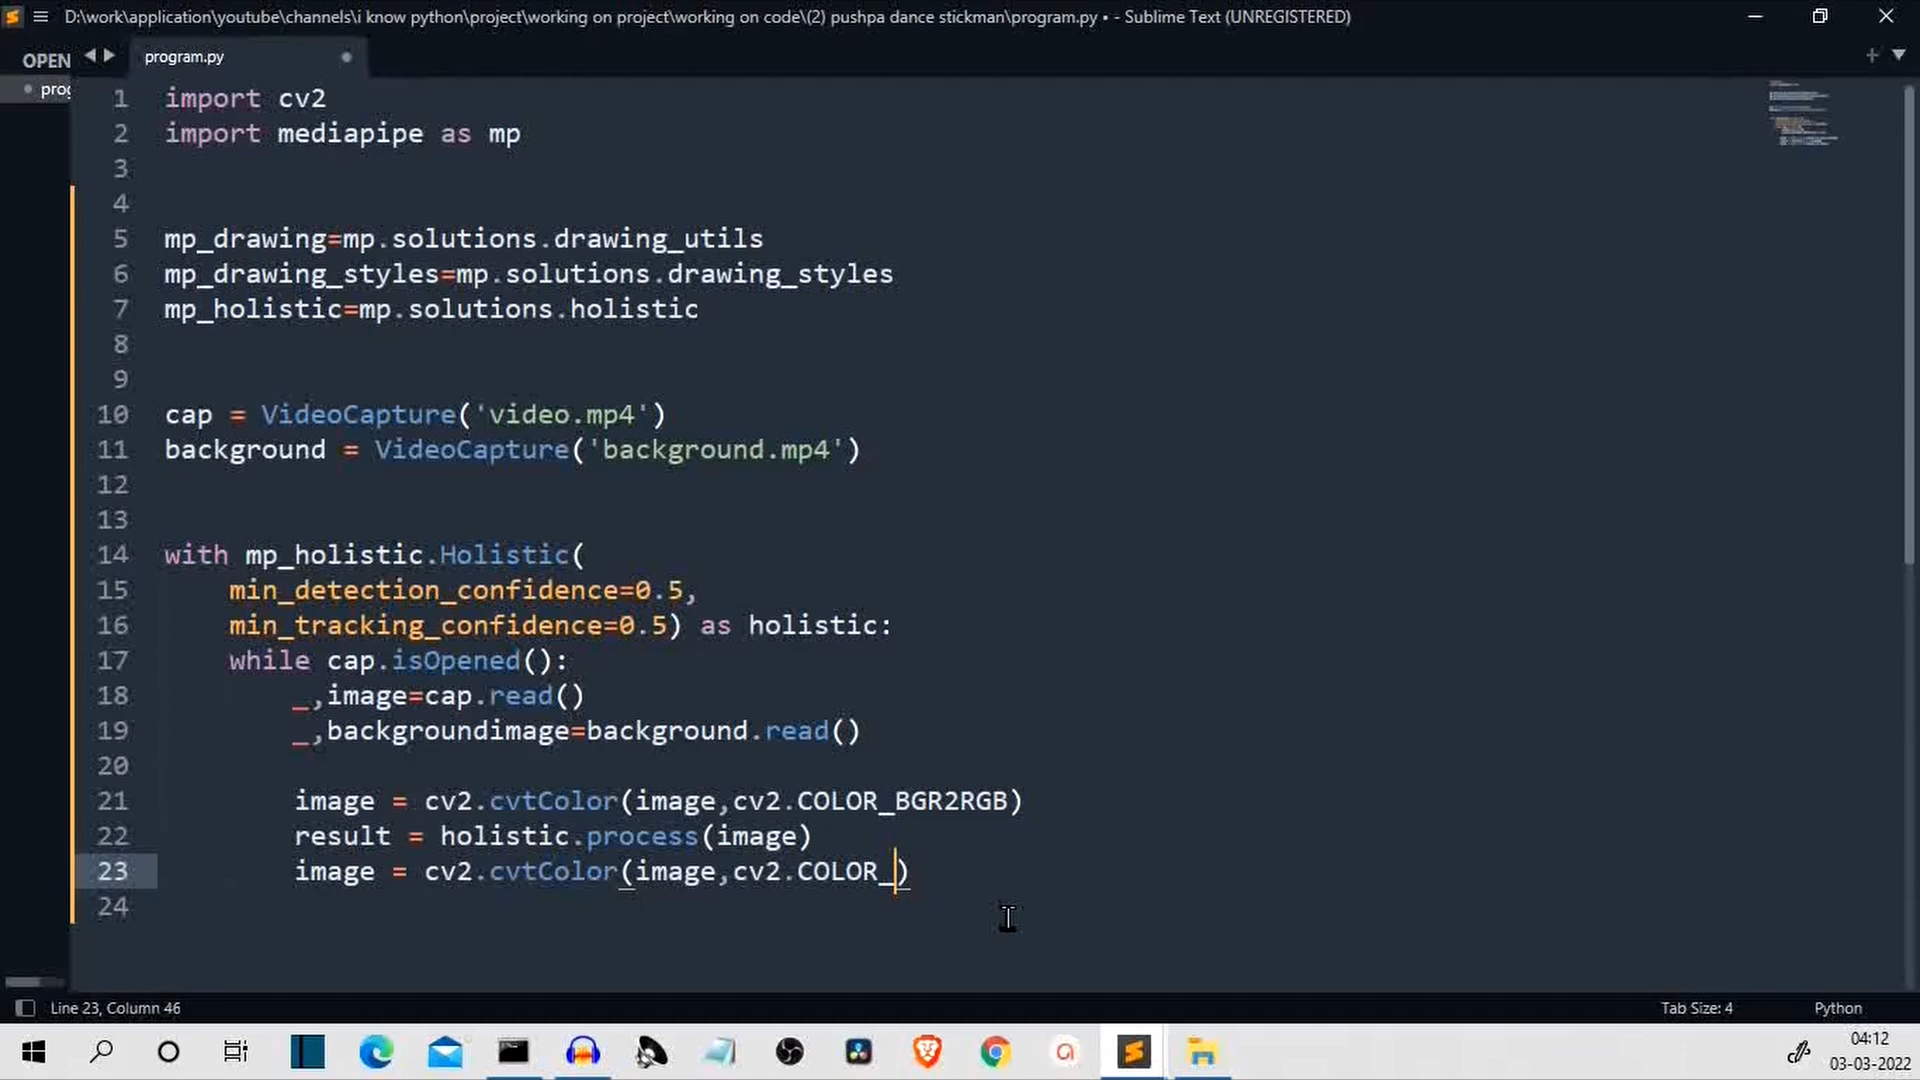 D:\work\application\youtube\channels\i know python\project\working on project\working on code\(2) pushpa dance stickman\program.py • - Sublime Text (UNREGISTERED)
OPEN
program.py
prog
1 import cv2
2 import mediapipe as mp
3
4
5 mp_drawing=mp.solutions.drawing_utils
6 mp_drawing_styles=mp.solutions.drawing_styles
7 mp_holistic=mp.solutions.holistic
8
9
10 cap = VideoCapture('video.mp4')
11 background = VideoCapture('background.mp4')
12
13
14 with mp_holistic.Holistic(
15 min_detection_confidence=0.5,
16 min_tracking_confidence=0.5) as holistic:
17 while cap.isOpened():
18 _,image=cap.read()
19 _,backgroundimage=background.read()
20
21 image = cv2.cvtColor(image,cv2.COLOR_BGR2RGB)
22 result = holistic.process(image)
23 image = cv2.cvtColor(image,cv2.COLOR_)
24
Line 23, Column 46
Tab Size: 4
Python
04:12
03-03-2022